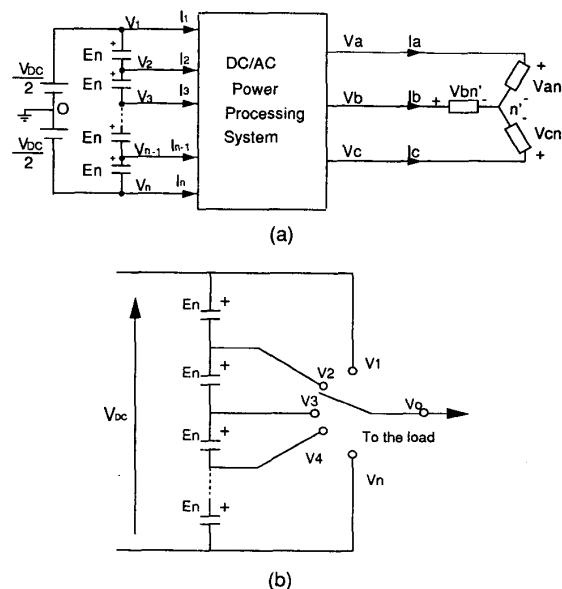 V1 I1
En +
VDC
2
V2 I2
En +
V3 I3
O
VDC
2
En +
Vn-1 In-1
En +
Vn In
DC/AC
Power
Processing
System
Va Ia
Vb Ib
Vc Ic
+ Vbn' -
+
Van
n' -
-
Vcn
+
(a)
En +
En +
VDC
En +
En +
V1
V2
V3
V4
Vn
Vo
To the load
(b)